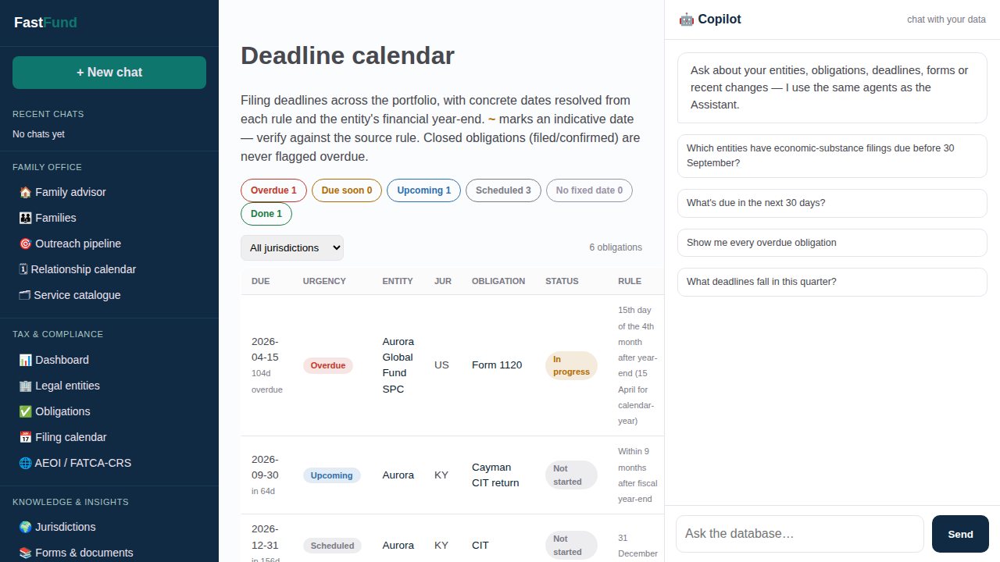 FastFund
+ New chat
RECENT CHATS
No chats yet
FAMILY OFFICE
Family advisor
Families
Outreach pipeline
Relationship calendar
Service catalogue
TAX & COMPLIANCE
Dashboard
Legal entities
Obligations
Filing calendar
AEOI / FATCA-CRS
KNOWLEDGE & INSIGHTS
Jurisdictions
Forms & documents
Deadline calendar
Filing deadlines across the portfolio, with concrete dates resolved from
each rule and the entity's financial year-end. ~ marks an indicative date
— verify against the source rule. Closed obligations (filed/confirmed) are
never flagged overdue.
Overdue 1 Due soon 0 Upcoming 1 Scheduled 3 No fixed date 0
Done 1
All jurisdictions 6 obligations
DUE URGENCY ENTITY JUR OBLIGATION STATUS RULE
2026-
04-15
104d
overdue
Overdue
Aurora
Global
Fund
SPC
US
Form 1120
In
progress
15th day
of the 4th
month
after year-
end (15
April for
calendar-
year)
2026-
09-30
in 64d
Upcoming
Aurora
KY
Cayman
CIT return
Not
started
Within 9
months
after fiscal
year-end
2026-
12-31
in 156d
Scheduled
Aurora
KY
CIT
Not
started
31
December
Copilot
chat with your data
Ask about your entities, obligations, deadlines, forms or
recent changes — I use the same agents as the
Assistant.
Which entities have economic-substance filings due before 30
September?
What's due in the next 30 days?
Show me every overdue obligation
What deadlines fall in this quarter?
Ask the database…
Send